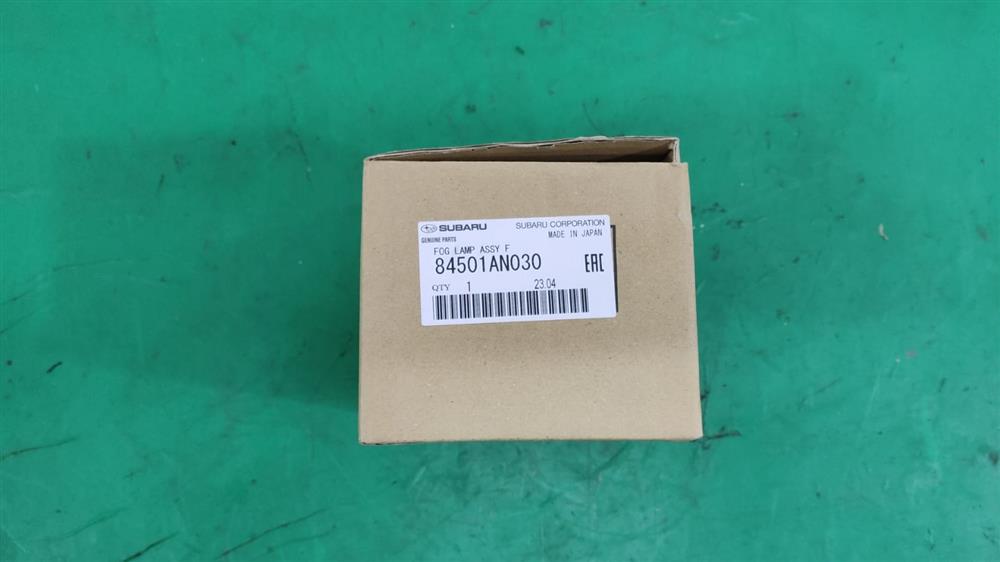 SUBARU SUBARU CORPORATION
GENUINE PARTS MADE IN JAPAN
FOG LAMP ASSY F
84501AN030 EAC
QTY 1 23.04